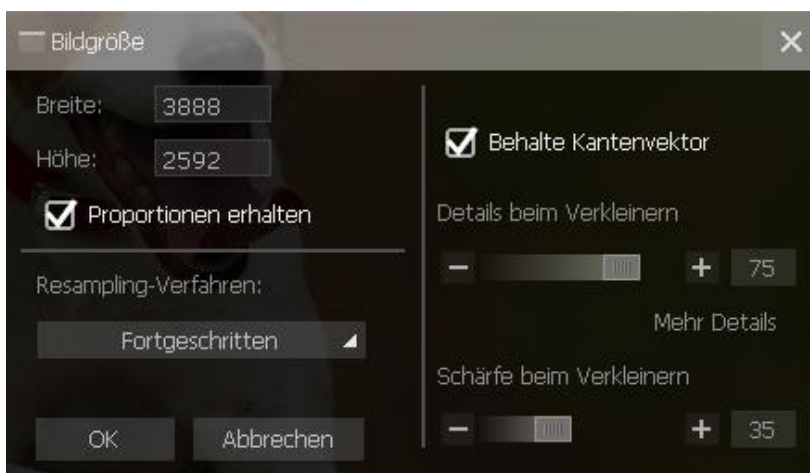 Bildgröße
Breite: 3888
Höhe: 2592
Proportionen erhalten
Resampling-Verfahren:
Fortgeschritten
OK Abbrechen
Behalte Kantenvektor
Details beim Verkleinern
75
Mehr Details
Schärfe beim Verkleinern
35